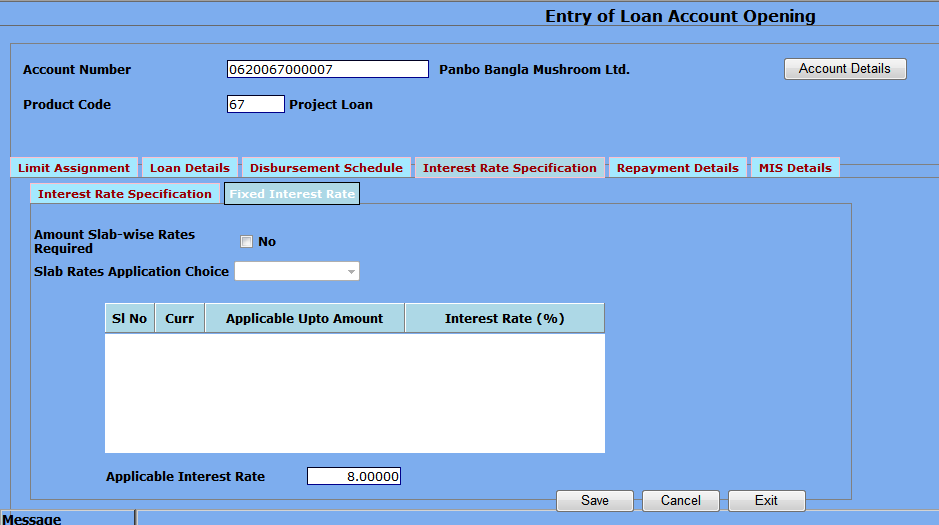 Entry of Loan Account Opening
Account Number 0620067000007 Panbo Bangla Mushroom Ltd. Account Details
Product Code 67 Project Loan
Limit Assignment Loan Details Disbursement Schedule Interest Rate Specification Repayment Details MIS Details
Interest Rate Specification Fixed Interest Rate
Amount Slab-wise Rates
Required No
Slab Rates Application Choice
Sl No Curr Applicable Upto Amount Interest Rate (%)
Applicable Interest Rate 8.00000
Save Cancel Exit
Message